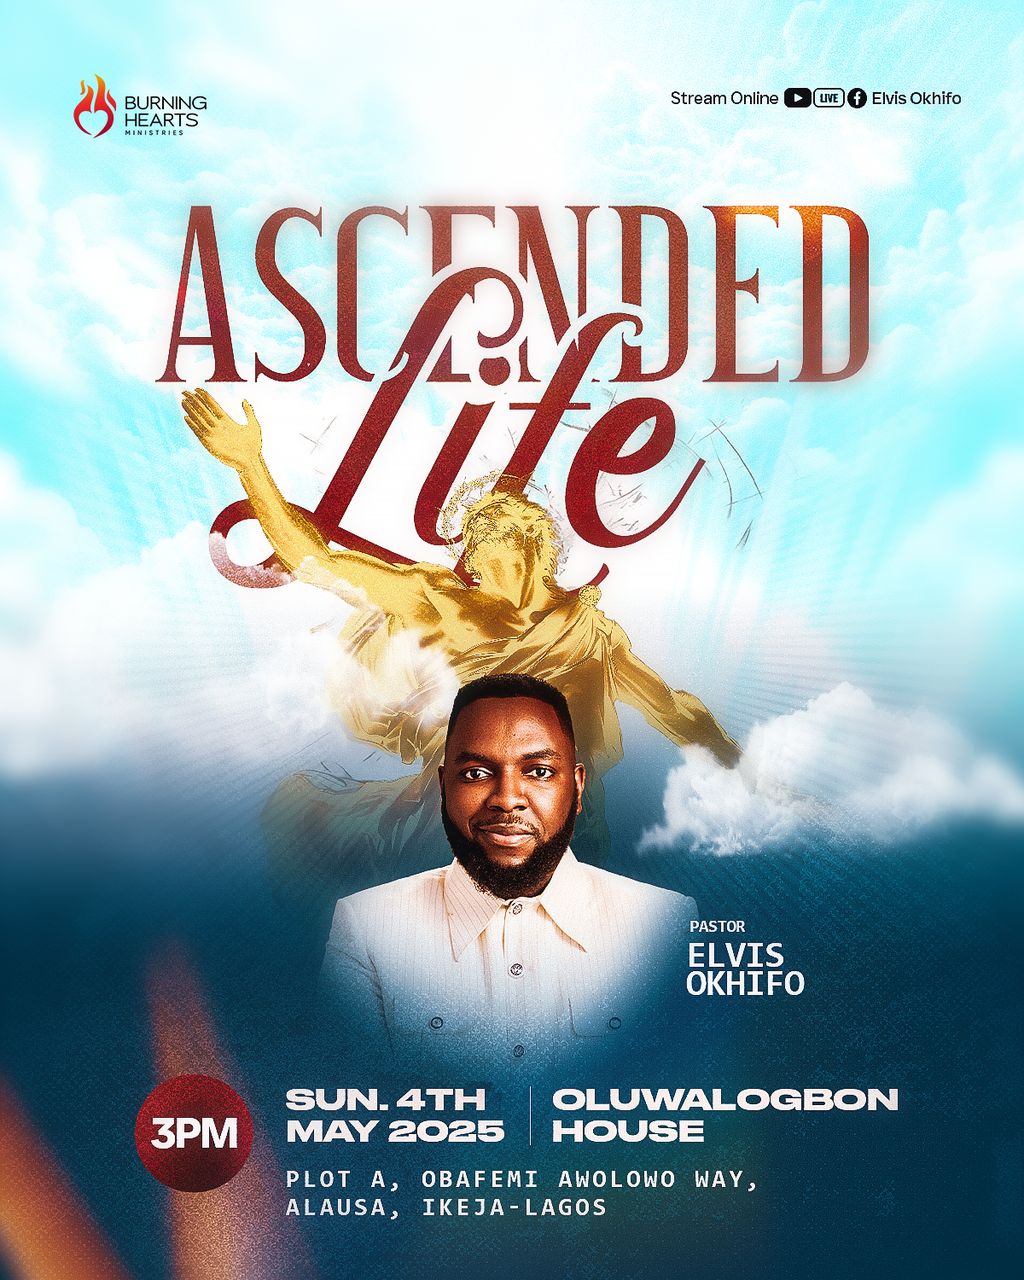 BURNING
HEARTS
MINISTRIES
Stream Online LIVE Elvis Okhifo
ASCENDED
Life
PASTOR
ELVIS
OKHIFO
3PM
SUN. 4TH
MAY 2025
OLUWALOGBON
HOUSE
PLOT A, OBAFEMI AWOLOWO WAY,
ALAUSA, IKEJA-LAGOS